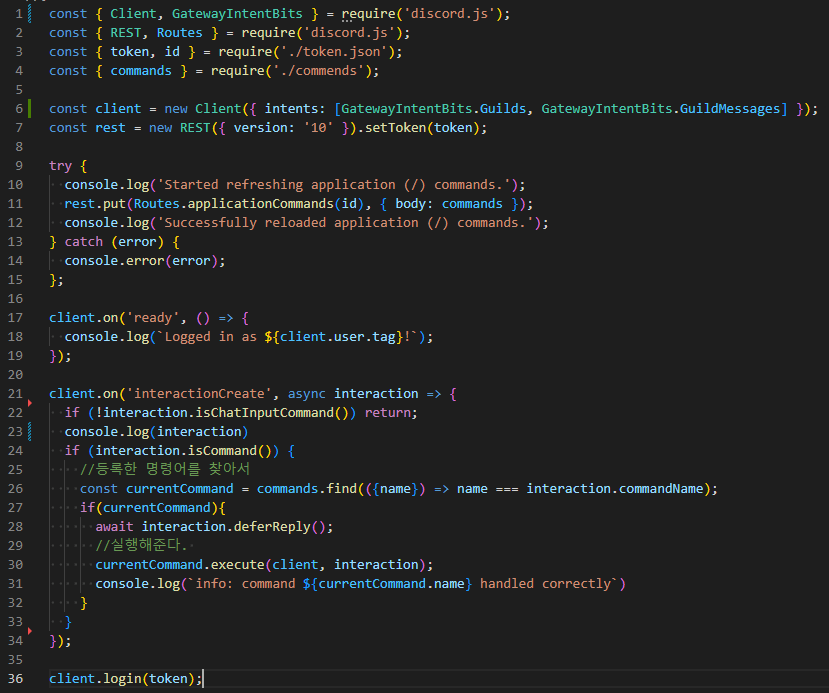 1 const { Client, GatewayIntentBits } = require('discord.js');
2 const { REST, Routes } = require('discord.js');
3 const { token, id } = require('./token.json');
4 const { commands } = require('./commends');
5
6 const client = new Client({ intents: [GatewayIntentBits.Guilds, GatewayIntentBits.GuildMessages] });
7 const rest = new REST({ version: '10' }).setToken(token);
8
9 try {
10   console.log('Started refreshing application (/) commands.');
11   rest.put(Routes.applicationCommands(id), { body: commands });
12   console.log('Successfully reloaded application (/) commands.');
13 } catch (error) {
14   console.error(error);
15 };
16
17 client.on('ready', () => {
18   console.log(`Logged in as ${client.user.tag}!`);
19 });
20
21 client.on('interactionCreate', async interaction => {
22   if (!interaction.isChatInputCommand()) return;
23   console.log(interaction)
24   if (interaction.isCommand()) {
25     //등록한 명령어를 찾아서
26     const currentCommand = commands.find(({name}) => name === interaction.commandName);
27     if(currentCommand){
28       await interaction.deferReply();
29       //실행해준다.
30       currentCommand.execute(client, interaction);
31       console.log(`info: command ${currentCommand.name} handled correctly`)
32     }
33   }
34 });
35
36 client.login(token);